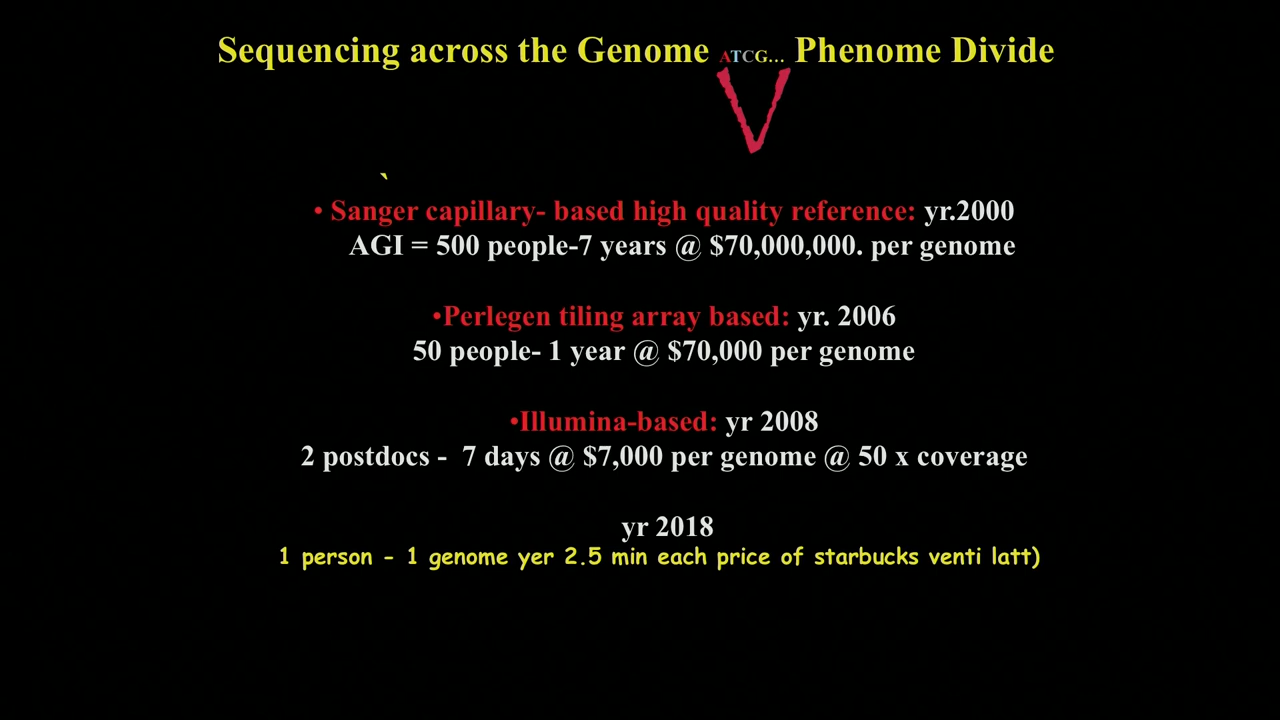 Sequencing across the Genome ATCG... Phenome Divide
`
• Sanger capillary- based high quality reference: yr.2000
AGI = 500 people-7 years @ $70,000,000. per genome
•Perlegen tiling array based: yr. 2006
50 people- 1 year @ $70,000 per genome
•Illumina-based: yr 2008
2 postdocs - 7 days @ $7,000 per genome @ 50 x coverage
yr 2018
1 person - 1 genome yer 2.5 min each price of starbucks venti latt)